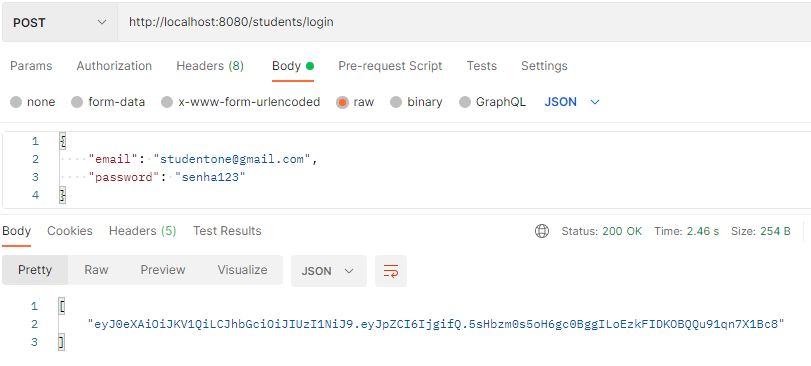 POST http://localhost:8080/students/login
Params Authorization Headers (8) Body Pre-request Script Tests Settings
none form-data x-www-form-urlencoded raw binary GraphQL JSON
1 {
2 ····"email":·"studentone@gmail.com",
3 ····"password":·"senha123"
4 }
Body Cookies Headers (5) Test Results Status: 200 OK Time: 2.46 s Size: 254 B
Pretty Raw Preview Visualize JSON
1 [
2 "eyJ0eXAiOiJKV1QiLCJhbGciOiJIUzI1NiJ9.eyJpZCI6IjgifQ.5sHbzm0s5oH6gc0BggILoEzkFIDKOBQQu91qn7X1Bc8"
3 ]